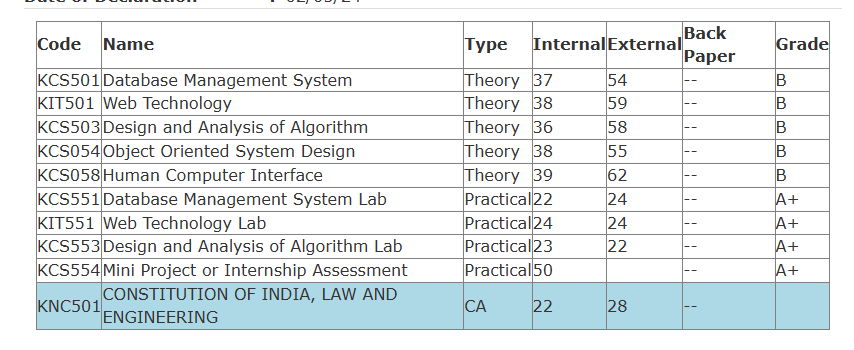 Date of Declaration : 02/03/24
Code Name Type Internal External Back Paper Grade
KCS501 Database Management System Theory 37 54 -- B
KIT501 Web Technology Theory 38 59 -- B
KCS503 Design and Analysis of Algorithm Theory 36 58 -- B
KCS054 Object Oriented System Design Theory 38 55 -- B
KCS058 Human Computer Interface Theory 39 62 -- B
KCS551 Database Management System Lab Practical 22 24 -- A+
KIT551 Web Technology Lab Practical 24 24 -- A+
KCS553 Design and Analysis of Algorithm Lab Practical 23 22 -- A+
KCS554 Mini Project or Internship Assessment Practical 50 -- A+
KNC501 CONSTITUTION OF INDIA, LAW AND ENGINEERING CA 22 28 --